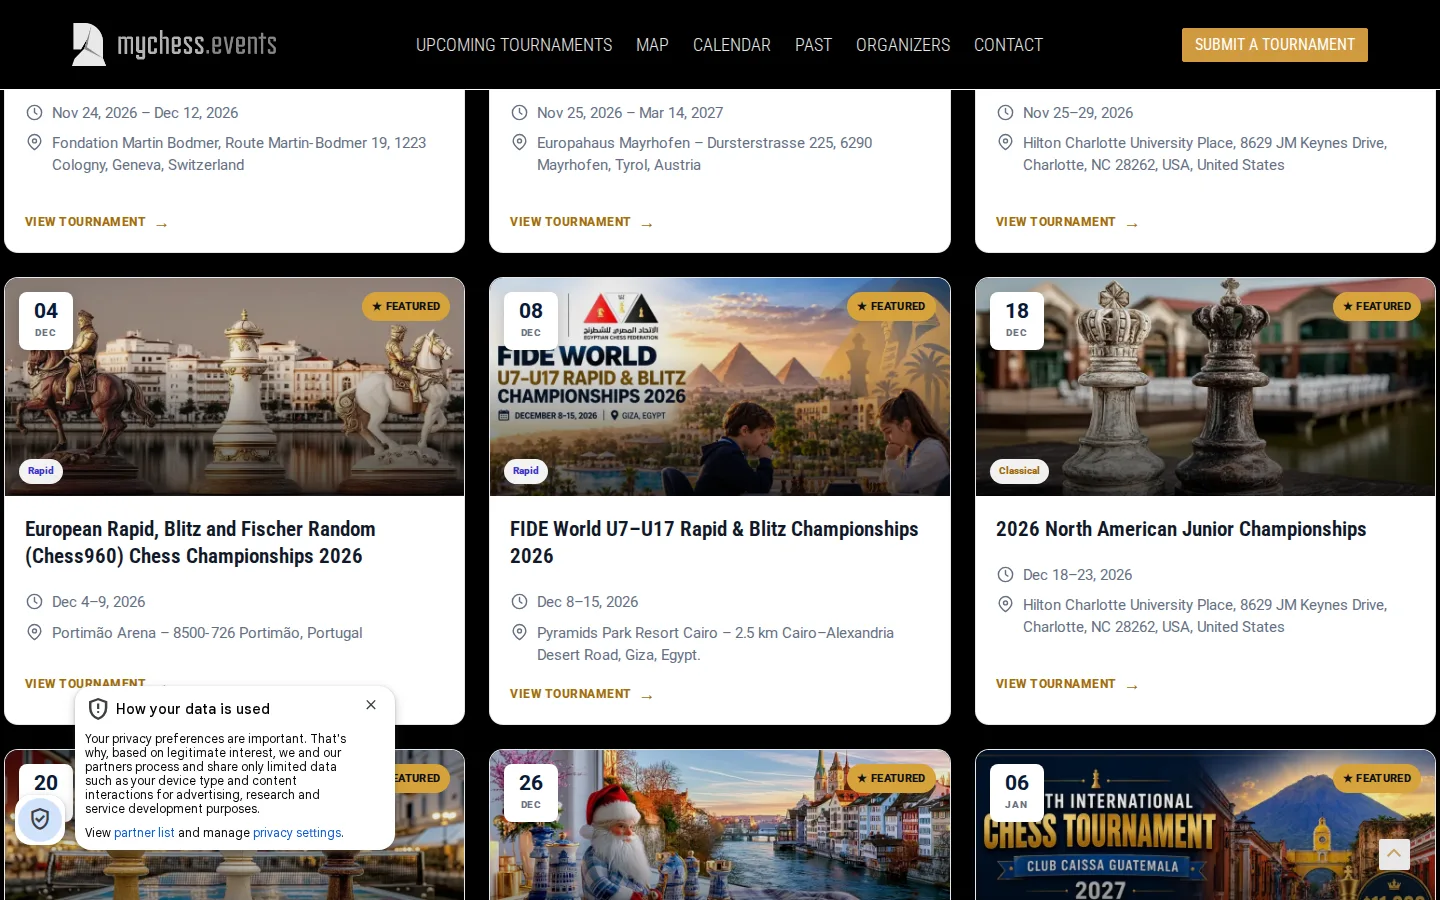 mychess.events
UPCOMING TOURNAMENTS
MAP
CALENDAR
PAST
ORGANIZERS
CONTACT
SUBMIT A TOURNAMENT
Nov 24, 2026 – Dec 12, 2026
Fondation Martin Bodmer, Route Martin-Bodmer 19, 1223
Cologny, Geneva, Switzerland
VIEW TOURNAMENT →
Nov 25, 2026 – Mar 14, 2027
Europahaus Mayrhofen – Dursterstrasse 225, 6290
Mayrhofen, Tyrol, Austria
VIEW TOURNAMENT →
Nov 25–29, 2026
Hilton Charlotte University Place, 8629 JM Keynes Drive,
Charlotte, NC 28262, USA, United States
VIEW TOURNAMENT →
04
DEC
★ FEATURED
Rapid
European Rapid, Blitz and Fischer Random
(Chess960) Chess Championships 2026
Dec 4–9, 2026
Portimão Arena – 8500-726 Portimão, Portugal
VIEW TOURNAMENT
08
DEC
★ FEATURED
الاتحاد المصري للشطرنج
EGYPTIAN CHESS FEDERATION
FIDE WORLD
U7–U17 RAPID & BLITZ
CHAMPIONSHIPS 2026
DECEMBER 8-15, 2026 | GIZA, EGYPT
Rapid
FIDE World U7–U17 Rapid & Blitz Championships
2026
Dec 8–15, 2026
Pyramids Park Resort Cairo – 2.5 km Cairo–Alexandria
Desert Road, Giza, Egypt.
VIEW TOURNAMENT →
18
DEC
★ FEATURED
Classical
2026 North American Junior Championships
Dec 18–23, 2026
Hilton Charlotte University Place, 8629 JM Keynes Drive,
Charlotte, NC 28262, USA, United States
VIEW TOURNAMENT →
How your data is used
Your privacy preferences are important. That's
why, based on legitimate interest, we and our
partners process and share only limited data
such as your device type and content
interactions for advertising, research and
service development purposes.
View partner list and manage privacy settings.
20
26
DEC
★ FEATURED
06
JAN
★ FEATURED
TH INTERNATIONAL
CHESS TOURNAMENT
CLUB CAISSA GUATEMALA
2027